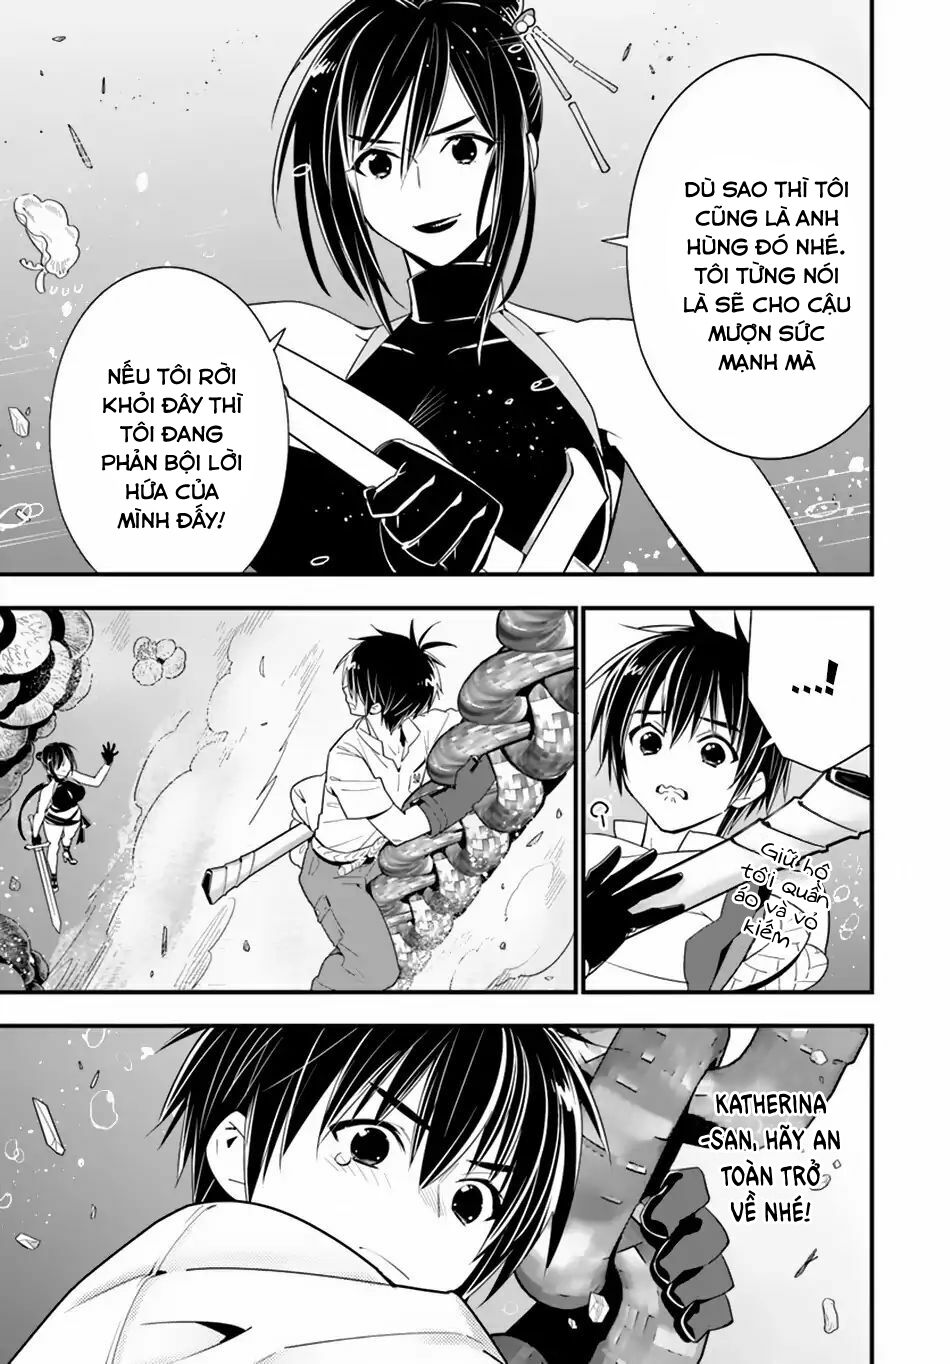 DÙ SAO THÌ TÔI
CŨNG LÀ ANH
HÙNG ĐÓ NHÉ.
TÔI TỪNG NÓI
LÀ SẼ CHO CẬU
MƯỢN SỨC
MẠNH MÀ
NẾU TÔI RỜI
KHỎI ĐÂY THÌ
TÔI ĐANG
PHẢN BỘI LỜI
HỨA CỦA
MÌNH ĐẤY!
...!
Giữ hộ
tôi quần
áo và vỏ
kiếm
KATHERINA
-SAN, HÃY AN
TOÀN TRỞ
VỀ NHÉ!